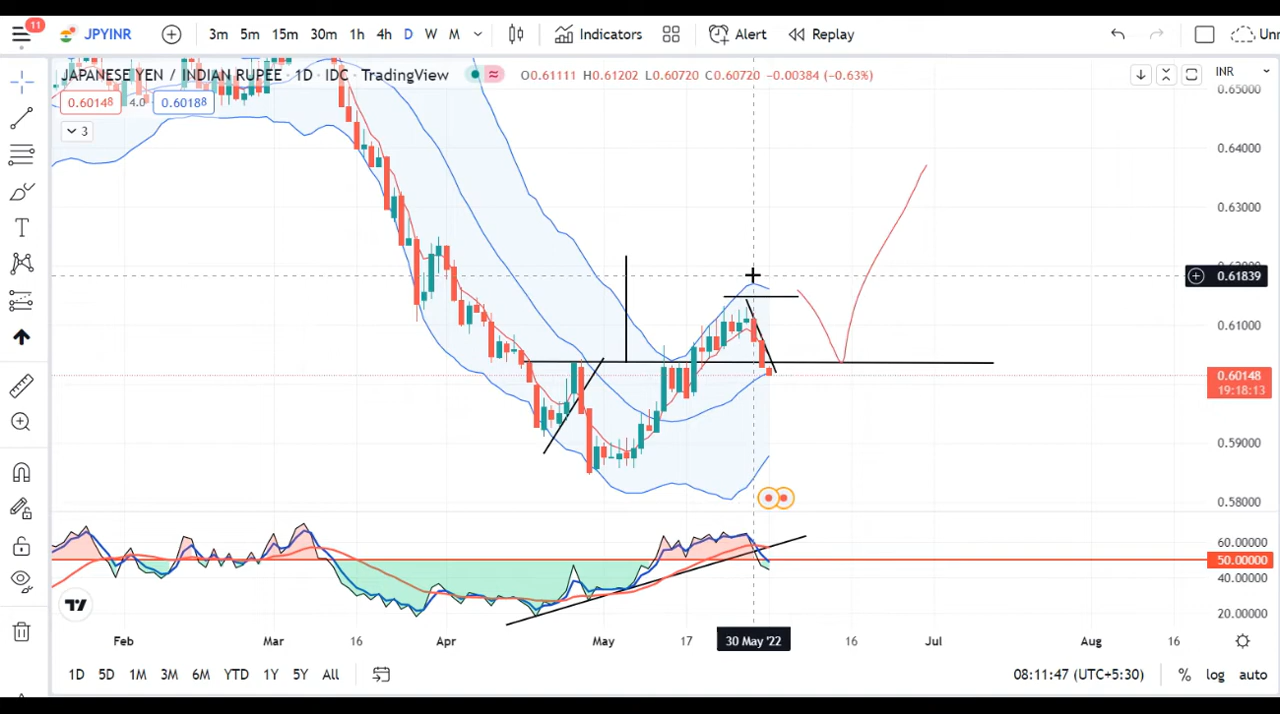 11
JPYINR
3m 5m 15m 30m 1h 4h D W M
Indicators
Alert
Replay
Unn
JAPANESE YEN / INDIAN RUPEE · 1D · IDC · TradingView
O0.61111 H0.61202 L0.60720 C0.60720 −0.00384 (−0.63%)
INR
0.60148 4.0 0.60188
3
0.65000
0.64000
0.63000
0.61839
0.61000
0.60148
19:18:13
0.59000
0.58000
60.00000
50.00000
40.00000
20.00000
Feb Mar 16 Apr May 17 30 May '22 16 Jul Aug 16
1D 5D 1M 3M 6M YTD 1Y 5Y All
08:11:47 (UTC+5:30)
% log auto